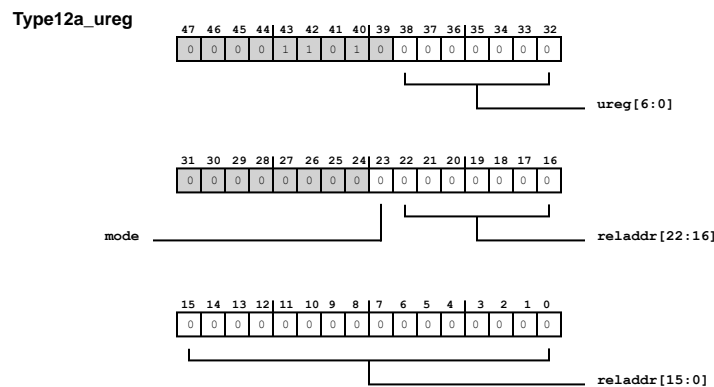 Type12a_ureg
47 46 45 44 43 42 41 40 39 38 37 36 35 34 33 32
0 0 0 0 1 1 0 1 0 0 0 0 0 0 0 0
ureg[6:0]
31 30 29 28 27 26 25 24 23 22 21 20 19 18 17 16
0 0 0 0 0 0 0 0 0 0 0 0 0 0 0 0
mode reladdr[22:16]
15 14 13 12 11 10 9 8 7 6 5 4 3 2 1 0
0 0 0 0 0 0 0 0 0 0 0 0 0 0 0 0
reladdr[15:0]